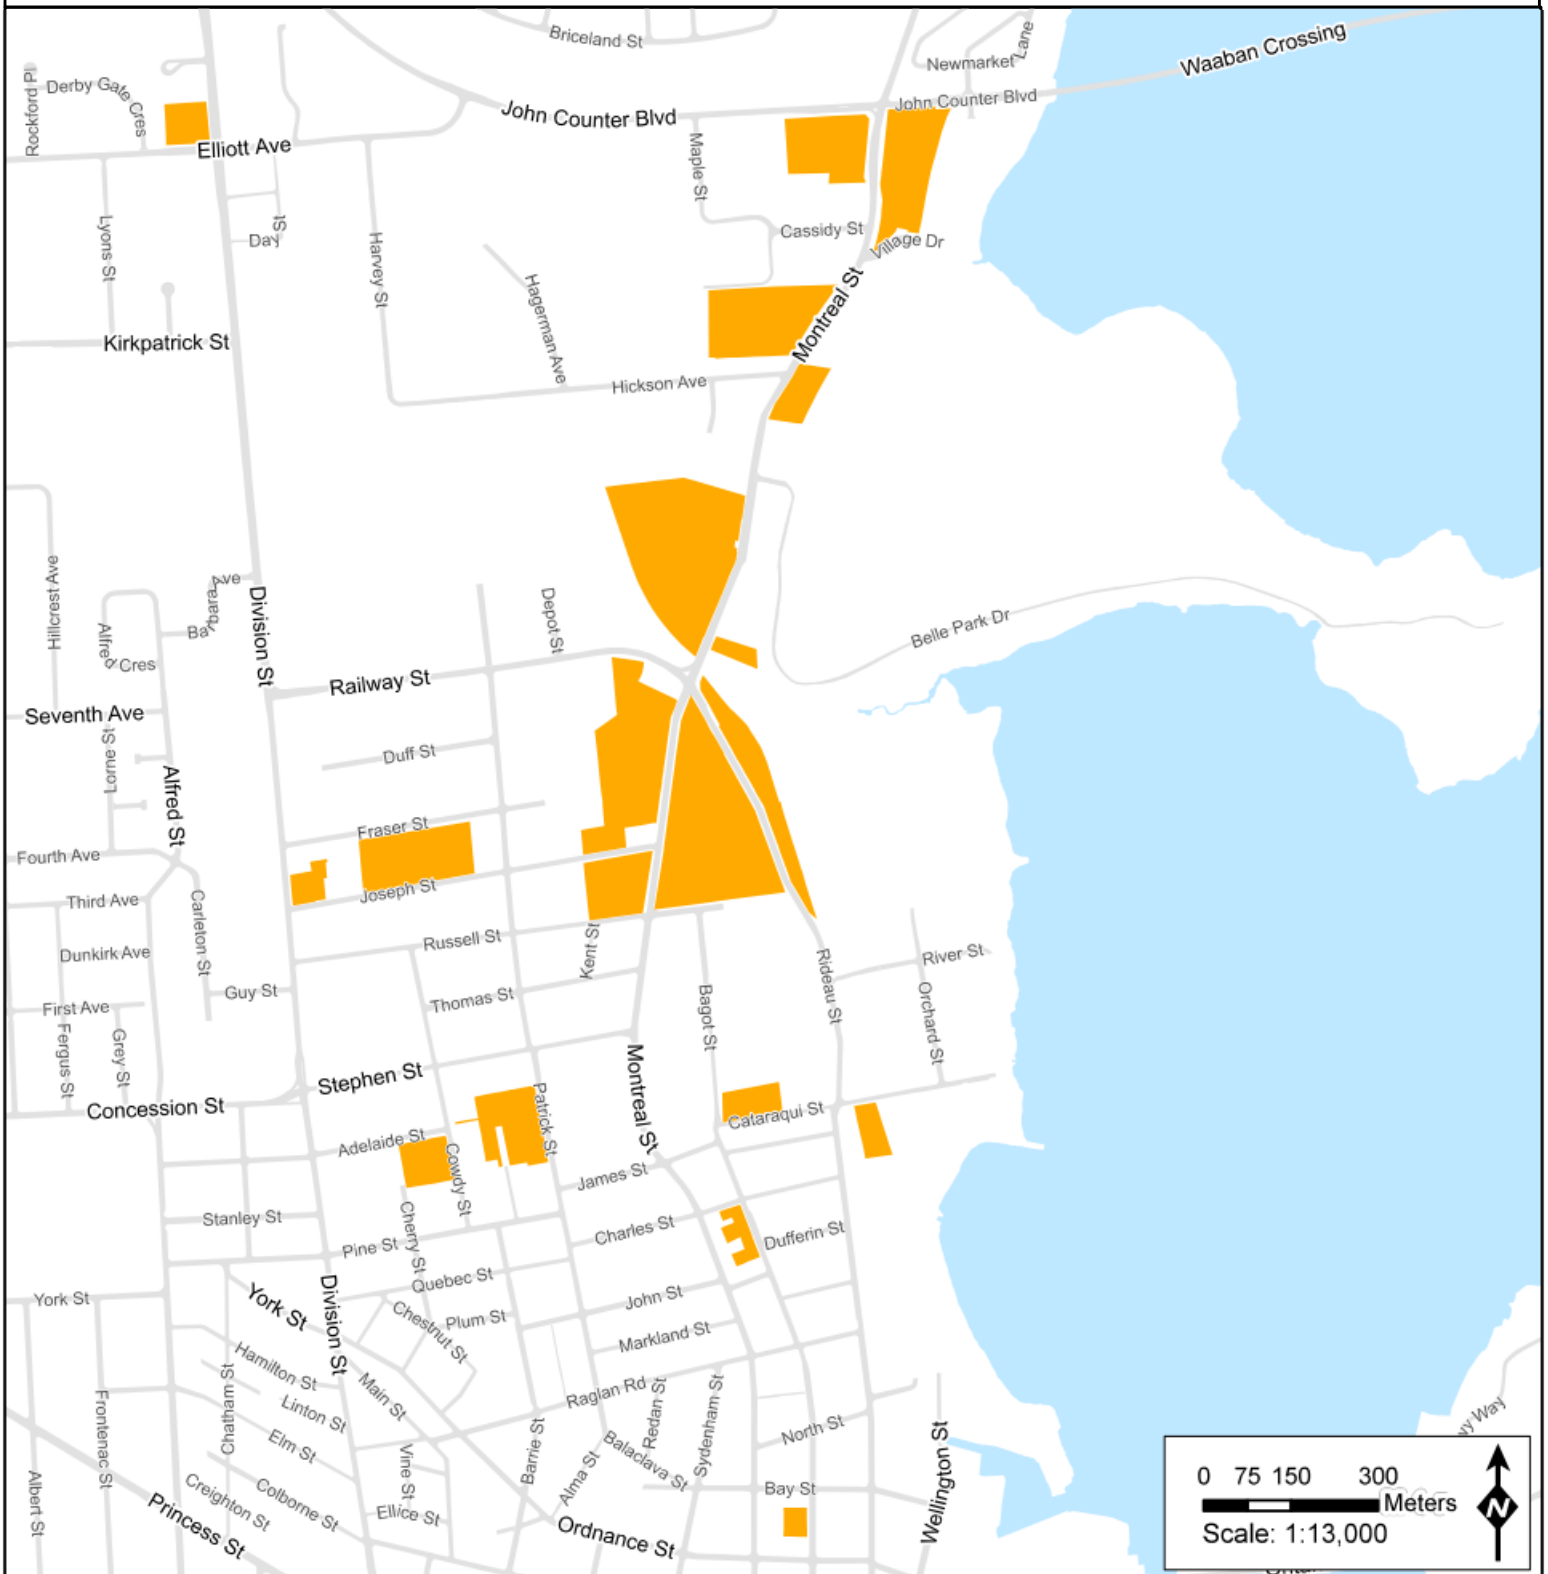 Briceland St
Newmarket Lane
Waaban Crossing
Rockford Pl
Derby Gate Cres
John Counter Blvd
John Counter Blvd
Elliott Ave
Maple St
Lyons St
Day St
Harvey St
Cassidy St
Village Dr
Hagerman Ave
Montreal St
Kirkpatrick St
Hickson Ave
Hillcrest Ave
Division St
Depot St
Alfred Cres
Belle Park Dr
Railway St
Seventh Ave
Lorne St
Duff St
Alfred St
Fraser St
Fourth Ave
Joseph St
Third Ave
Carleton St
Russell St
Kent St
Dunkirk Ave
River St
Rideau St
Guy St
Thomas St
First Ave
Bagot St
Orchard St
Fergus St
Grey St
Stephen St
Montreal St
Patrick St
Concession St
Cataraqui St
Adelaide St
Cowdy St
James St
Stanley St
Cherry St
Charles St
Dufferin St
Pine St
Quebec St
York St
York St
Division St
John St
Chestnut St
Plum St
Markland St
Hamilton St
Main St
Raglan Rd
Redan St
Sydenham St
Chatham St
Linton St
Frontenac St
North St
Elm St
Barrie St
Balaclava St
Wellington St
Vine St
Alma St
Albert St
Creighton St
Colborne St
Bay St
Ellice St
Princess St
Ordnance St
0 75 150 300
Meters
Scale: 1:13,000
N